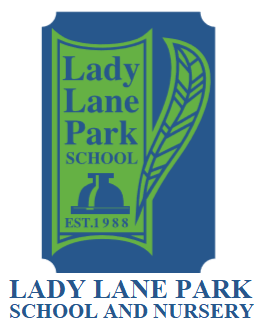 Lady
Lane
Park
SCHOOL
EST.1988
LADY LANE PARK
SCHOOL AND NURSERY